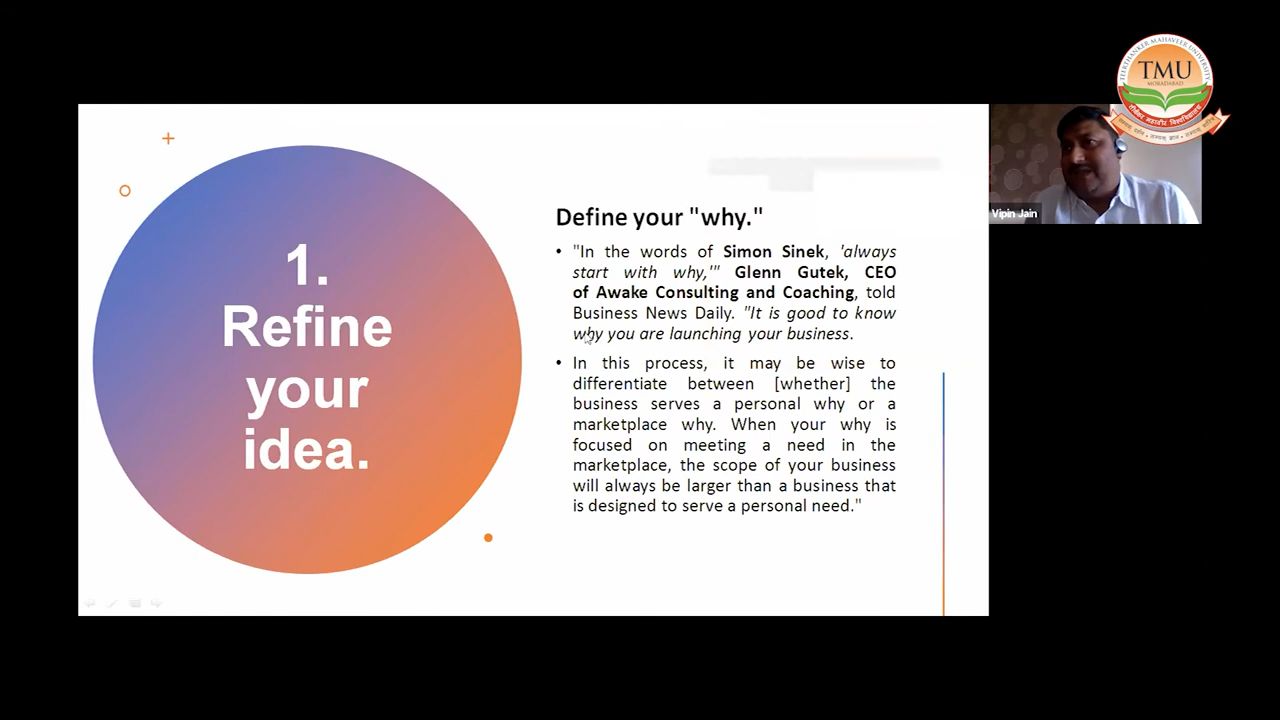 TEERTHANKER MAHAVEER UNIVERSITY
TMU
MORADABAD
Vipin Jain
1.
Refine
your
idea.
Define your "why."
• "In the words of Simon Sinek, 'always
start with why,'" Glenn Gutek, CEO
of Awake Consulting and Coaching, told
Business News Daily. "It is good to know
why you are launching your business.
• In this process, it may be wise to
differentiate between [whether] the
business serves a personal why or a
marketplace why. When your why is
focused on meeting a need in the
marketplace, the scope of your business
will always be larger than a business that
is designed to serve a personal need."